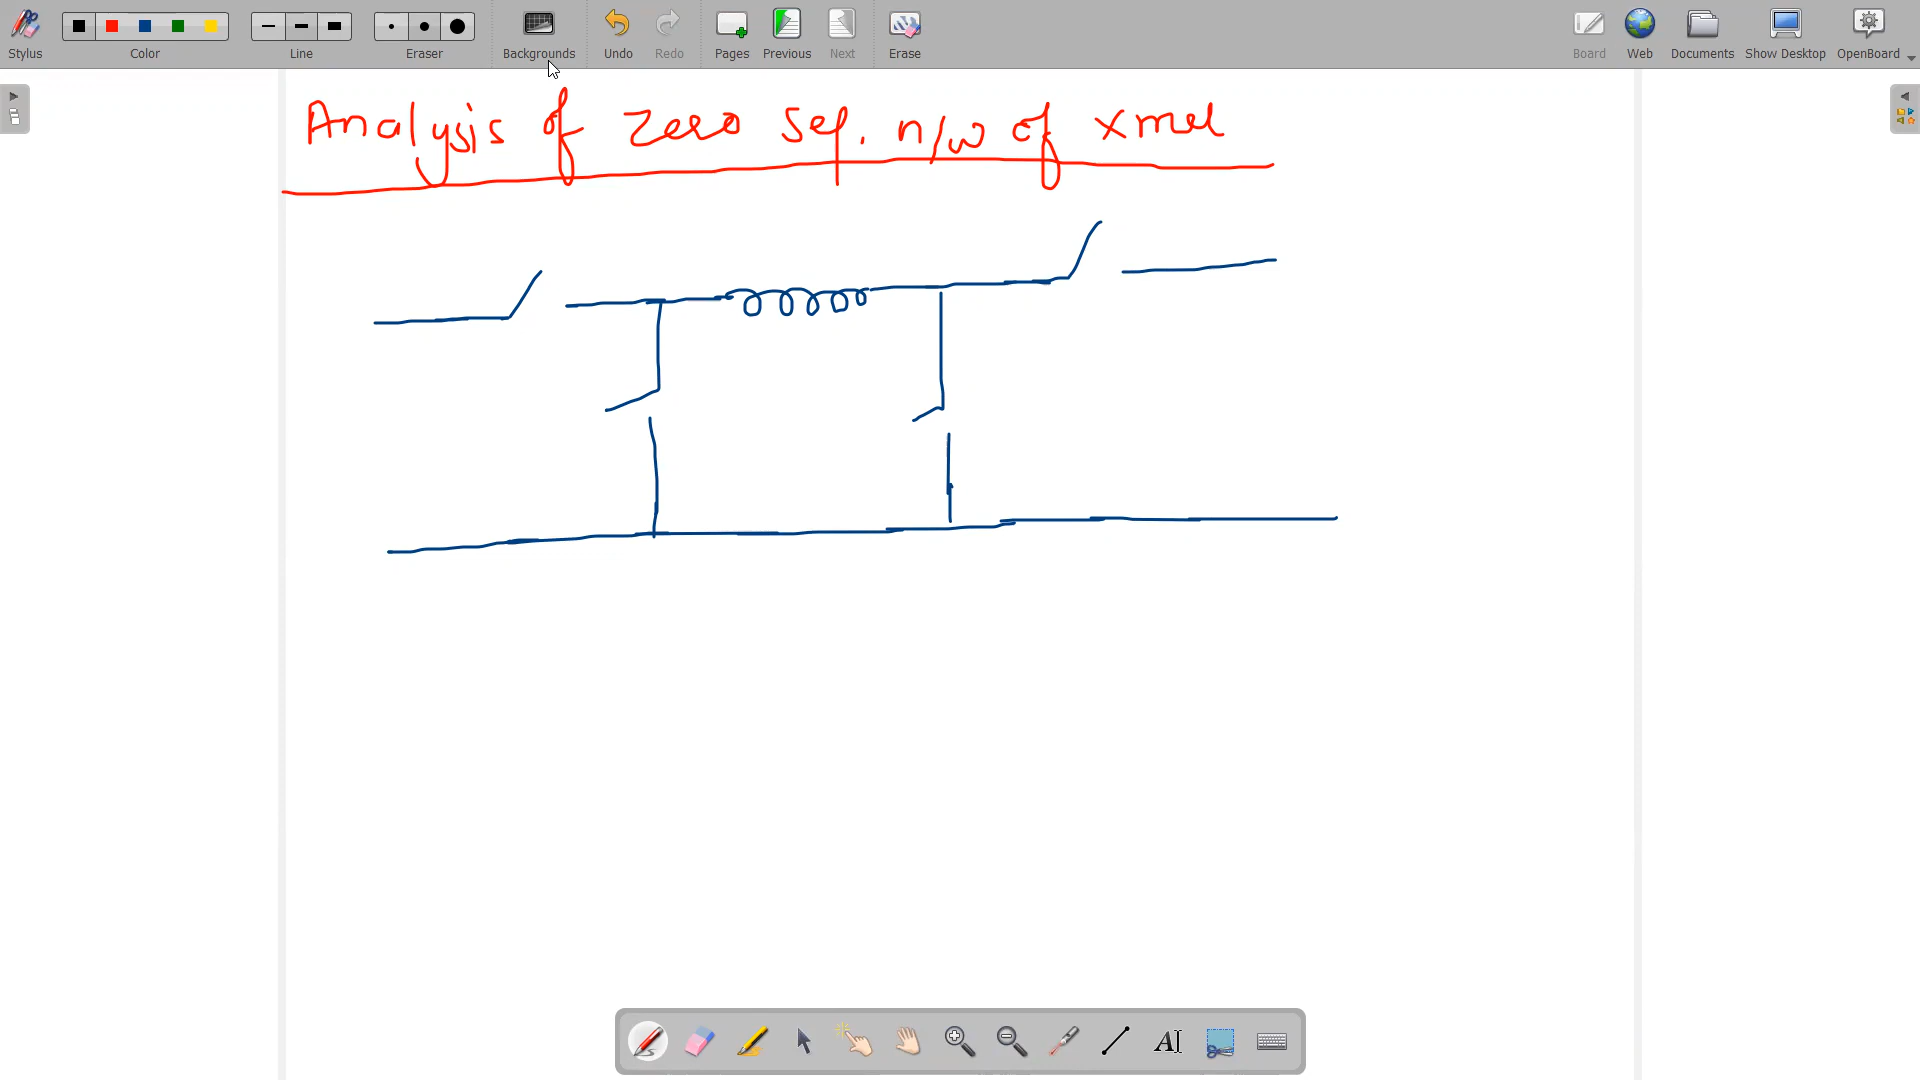 Stylus Color Line Eraser Backgrounds Undo Redo Pages Previous Next Erase Board Web Documents Show Desktop OpenBoard
Analysis of Zero Seq. n/w of xmer
AI